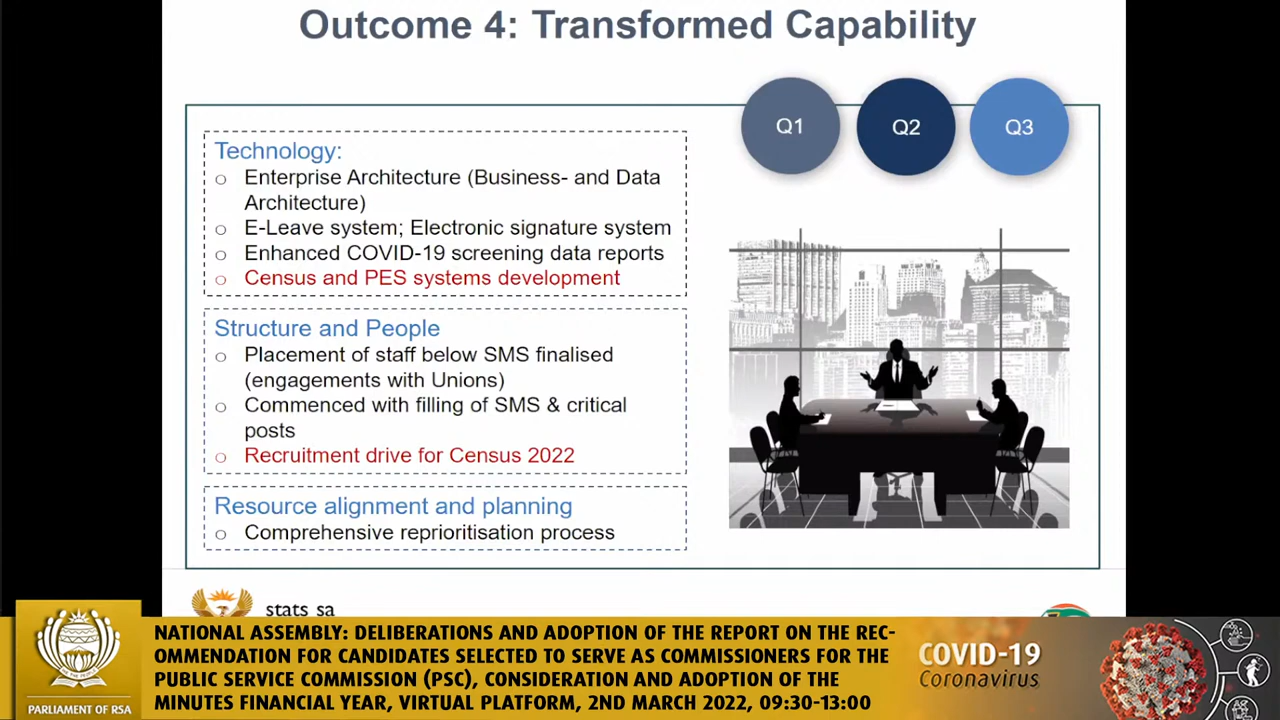 Outcome 4: Transformed Capability
Q1
Q2
Q3
Technology:
Enterprise Architecture (Business- and Data
Architecture)
E-Leave system; Electronic signature system
Enhanced COVID-19 screening data reports
Census and PES systems development
Structure and People
Placement of staff below SMS finalised
(engagements with Unions)
Commenced with filling of SMS & critical
posts
Recruitment drive for Census 2022
Resource alignment and planning
Comprehensive reprioritisation process
stats sa
PARLIAMENT OF RSA
NATIONAL ASSEMBLY: DELIBERATIONS AND ADOPTION OF THE REPORT ON THE REC-
OMMENDATION FOR CANDIDATES SELECTED TO SERVE AS COMMISSIONERS FOR THE
PUBLIC SERVICE COMMISSION (PSC), CONSIDERATION AND ADOPTION OF THE
MINUTES FINANCIAL YEAR, VIRTUAL PLATFORM, 2ND MARCH 2022, 09:30-13:00
COVID-19
Coronavirus